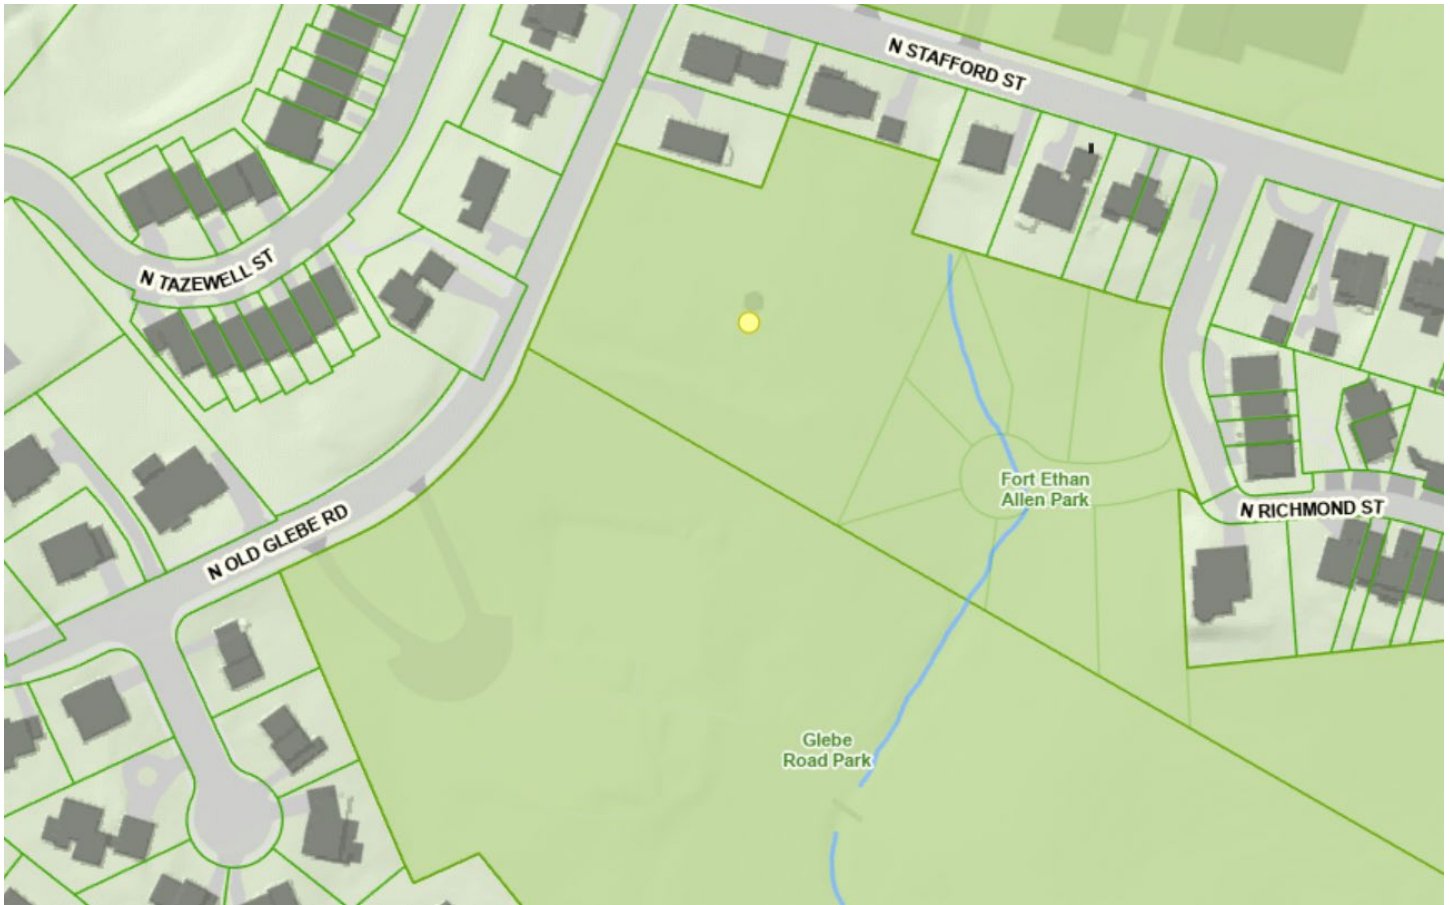 N STAFFORD ST
N TAZEWELL ST
Fort Ethan
Allen Park
N RICHMOND ST
N OLD GLEBE RD
Glebe
Road Park